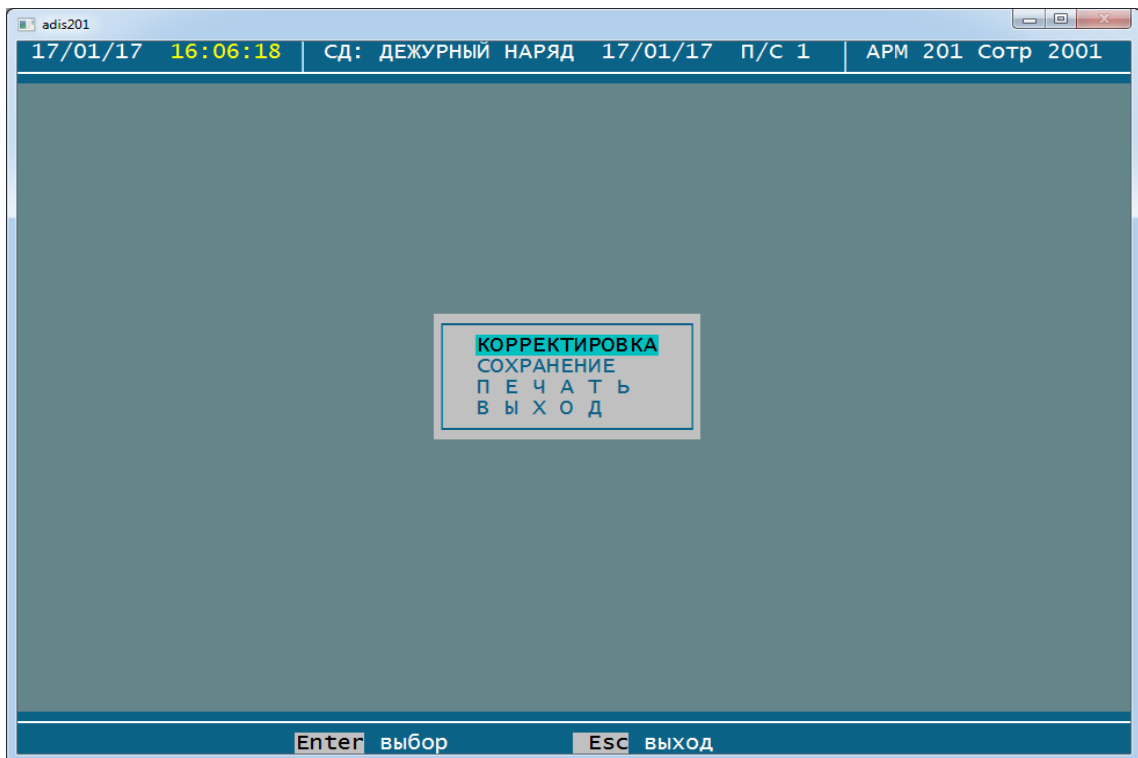 adis201
17/01/17 16:06:18 СД: ДЕЖУРНЫЙ НАРЯД 17/01/17 П/С 1 АРМ 201 Сотр 2001
КОРРЕКТИРОВКА
СОХРАНЕНИЕ
П Е Ч А Т Ь
В Ы Х О Д
Enter выбор Esc выход